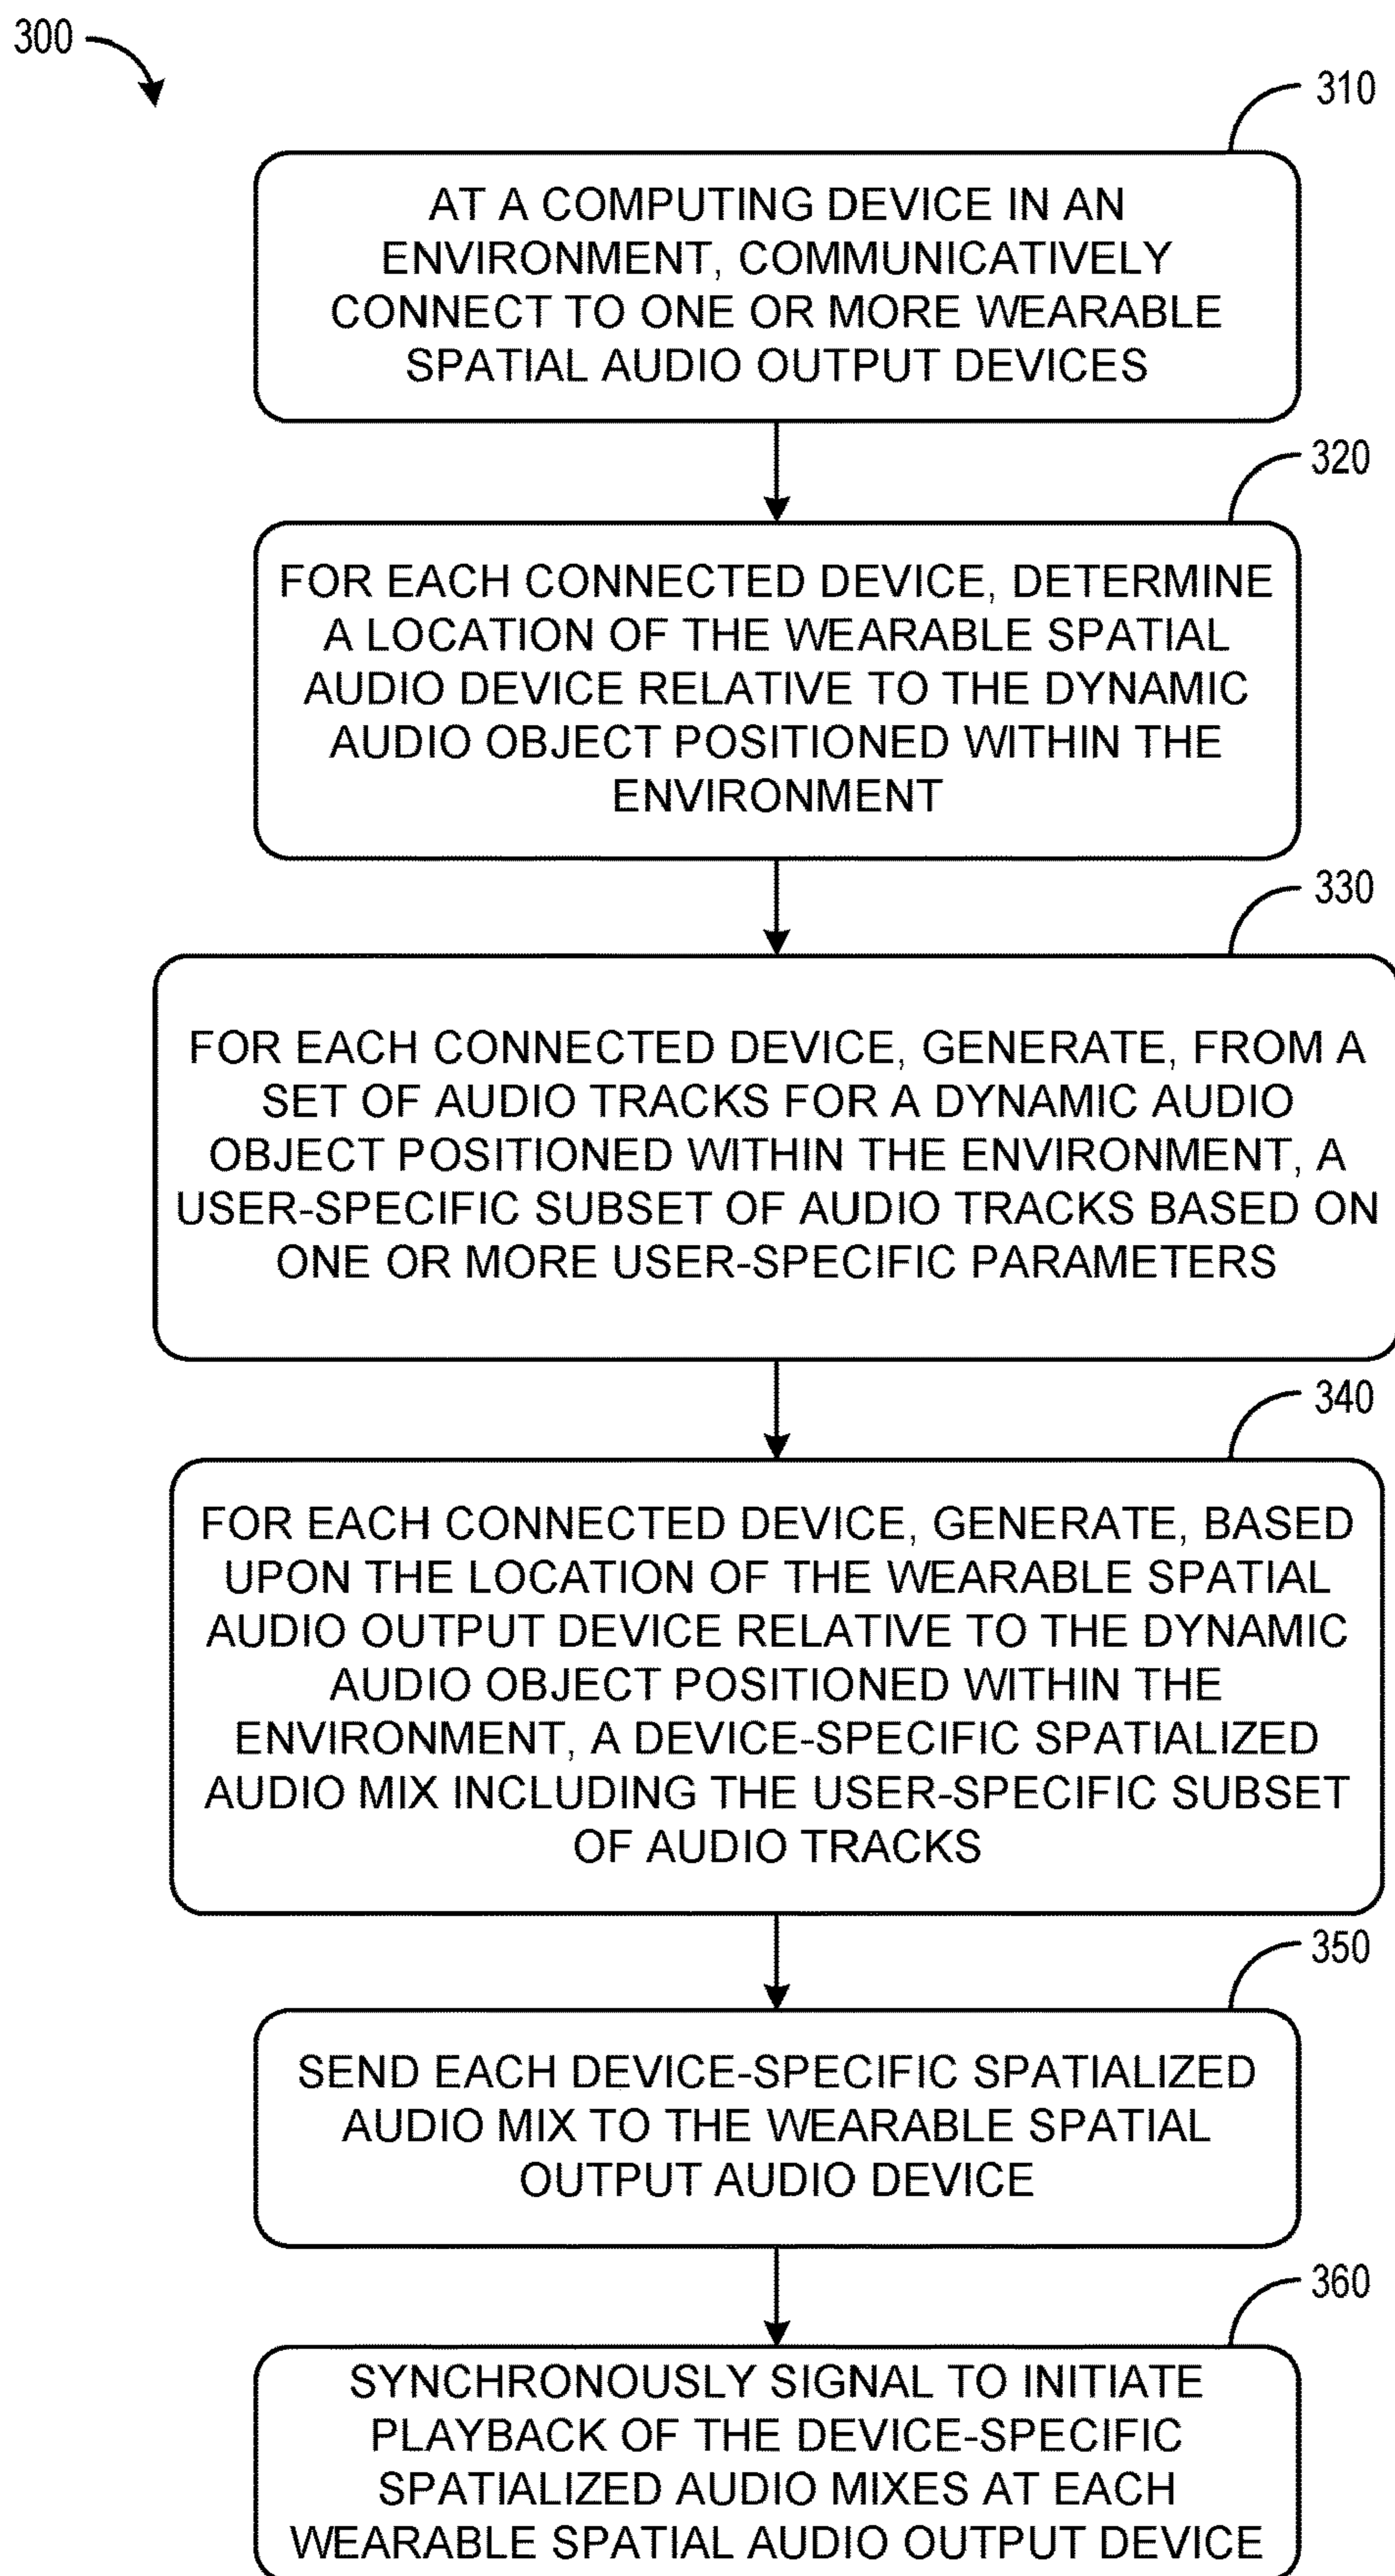 300
310
AT A COMPUTING DEVICE IN AN
ENVIRONMENT, COMMUNICATIVELY
CONNECT TO ONE OR MORE WEARABLE
SPATIAL AUDIO OUTPUT DEVICES
320
FOR EACH CONNECTED DEVICE, DETERMINE
A LOCATION OF THE WEARABLE SPATIAL
AUDIO DEVICE RELATIVE TO THE DYNAMIC
AUDIO OBJECT POSITIONED WITHIN THE
ENVIRONMENT
330
FOR EACH CONNECTED DEVICE, GENERATE, FROM A
SET OF AUDIO TRACKS FOR A DYNAMIC AUDIO
OBJECT POSITIONED WITHIN THE ENVIRONMENT, A
USER-SPECIFIC SUBSET OF AUDIO TRACKS BASED ON
ONE OR MORE USER-SPECIFIC PARAMETERS
340
FOR EACH CONNECTED DEVICE, GENERATE, BASED
UPON THE LOCATION OF THE WEARABLE SPATIAL
AUDIO OUTPUT DEVICE RELATIVE TO THE DYNAMIC
AUDIO OBJECT POSITIONED WITHIN THE
ENVIRONMENT, A DEVICE-SPECIFIC SPATIALIZED
AUDIO MIX INCLUDING THE USER-SPECIFIC SUBSET
OF AUDIO TRACKS
350
SEND EACH DEVICE-SPECIFIC SPATIALIZED
AUDIO MIX TO THE WEARABLE SPATIAL
OUTPUT AUDIO DEVICE
360
SYNCHRONOUSLY SIGNAL TO INITIATE
PLAYBACK OF THE DEVICE-SPECIFIC
SPATIALIZED AUDIO MIXES AT EACH
WEARABLE SPATIAL AUDIO OUTPUT DEVICE